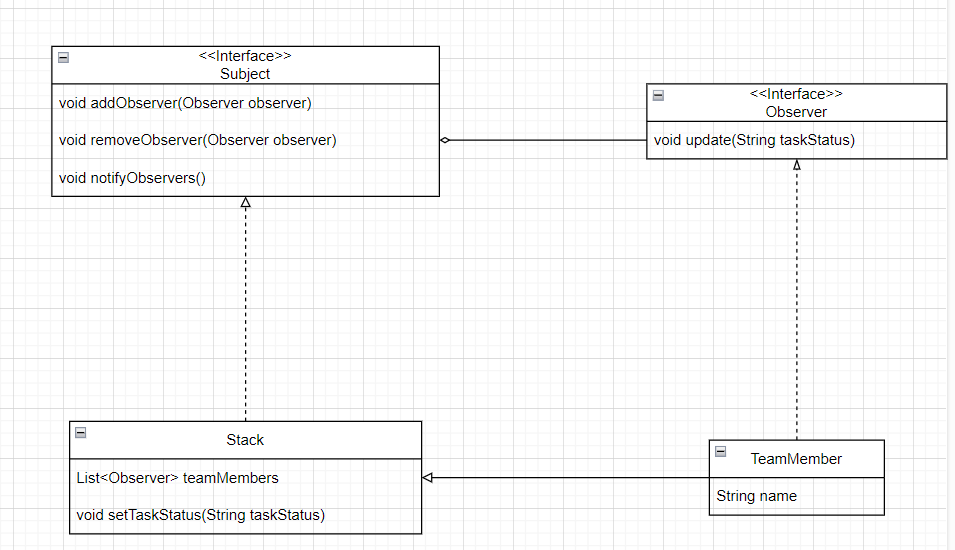 <<Interface>>
Subject
void addObserver(Observer observer)
void removeObserver(Observer observer)
void notifyObservers()
<<Interface>>
Observer
void update(String taskStatus)
Stack
List<Observer> teamMembers
void setTaskStatus(String taskStatus)
TeamMember
String name